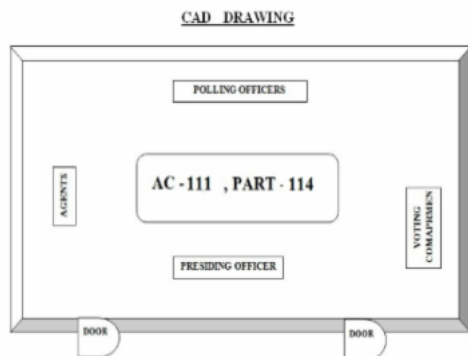 CAD DRAWING
POLLING OFFICERS
AGENTS
AC -111 , PART - 114
VOTING
COMAPRMEN
PRESIDING OFFICER
DOOR
DOOR